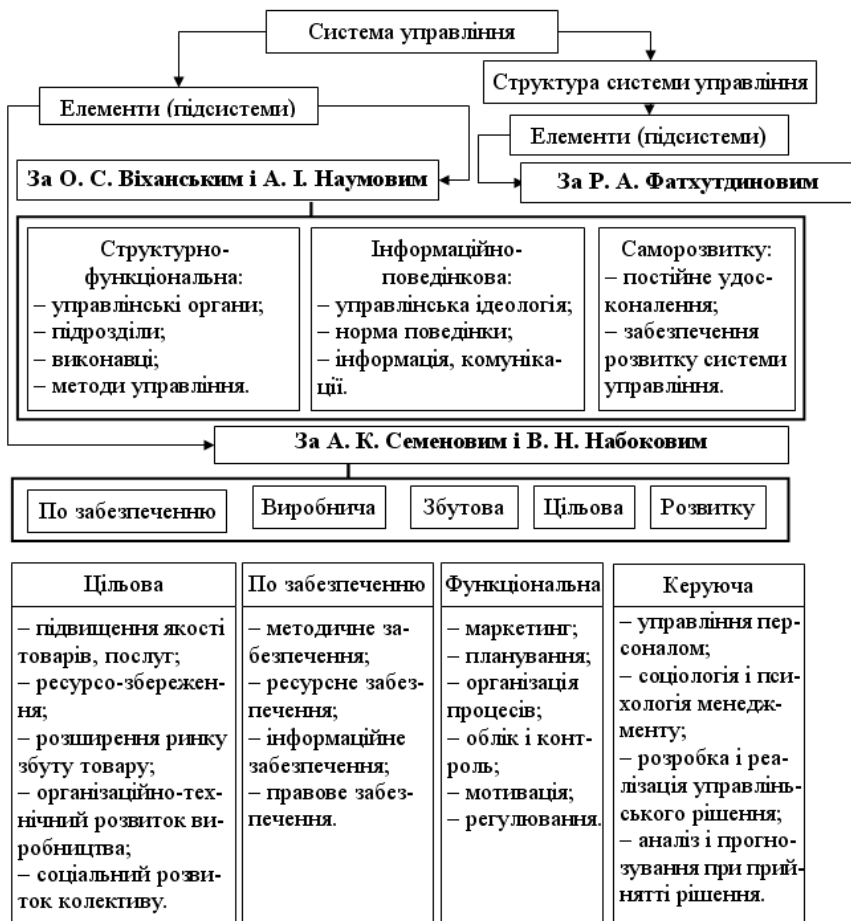 Система управління
Структура системи управління
Елементи (підсистеми)
Елементи (підсистеми)
За О. С. Віханським і А. І. Наумовим
За Р. А. Фатхутдиновим
Структурно-
функціональна:
– управлінські органи;
– підрозділи;
– виконавці;
– методи управління.
Інформаційно-
поведінкова:
– управлінська ідеологія;
– норма поведінки;
– інформація, комуніка-
ції.
Саморозвитку:
– постійне удос-
коналення;
– забезпечення
розвитку системи
управління.
За А. К. Семеновим і В. Н. Набоковим
По забезпеченню
Виробнича
Збутова
Цільова
Розвитку
Цільова
– підвищення якості
товарів, послуг;
– ресурсо-збережен-
ня;
– розширення ринку
збуту товару;
– організаційно-тех-
нічний розвиток ви-
робництва;
– соціальний розви-
ток колективу.
По забезпеченню
– методичне за-
безпечення;
– ресурсне забез-
печення;
– інформаційне
забезпечення;
– правове забез-
печення.
Функціональна
– маркетинг;
– планування;
– організація
процесів;
– облік і конт-
роль;
– мотивація;
– регулювання.
Керуюча
– управління пер-
соналом;
– соціологія і пси-
хологія менедж-
менту;
– розробка і реа-
лізація управлінь-
ського рішення;
– аналіз і прогно-
зування при прий-
нятті рішення.